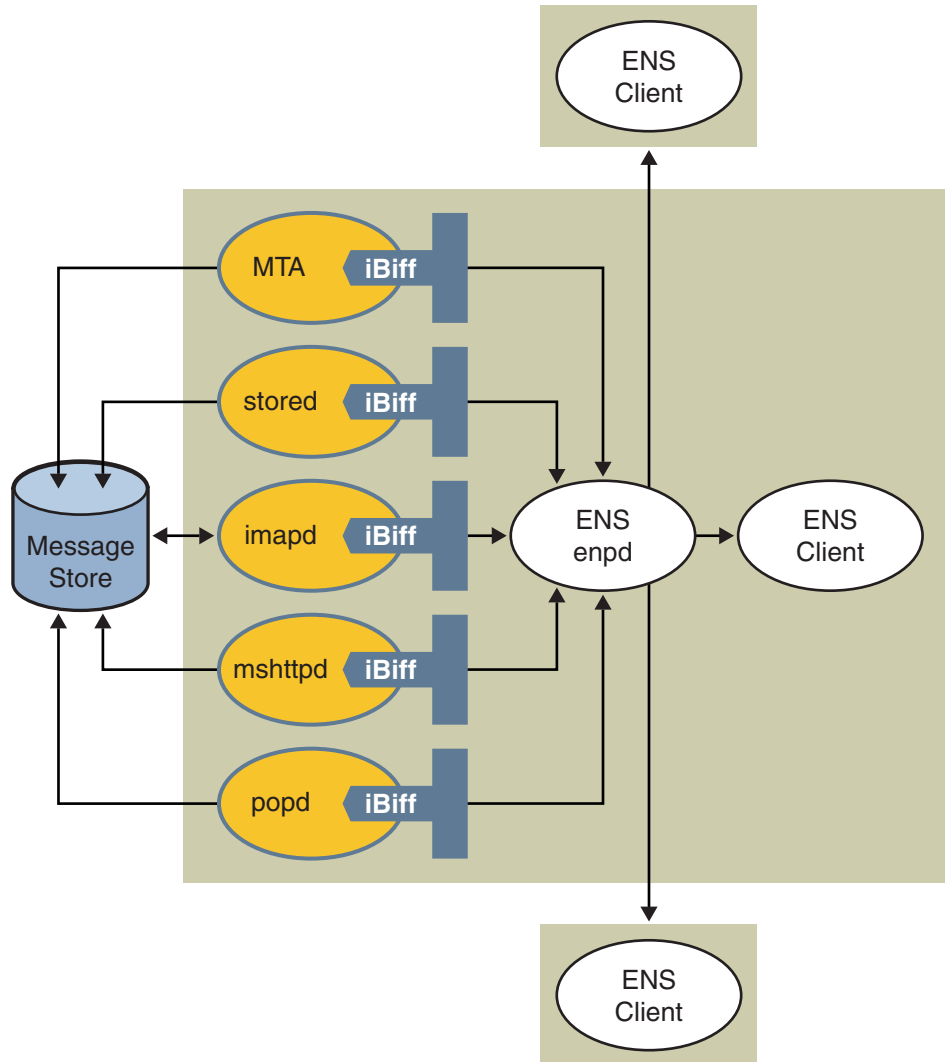 ENS
Client
MTA
iBiff
stored
iBiff
Message
Store
imapd
iBiff
ENS
enpd
ENS
Client
mshttpd
iBiff
popd
iBiff
ENS
Client